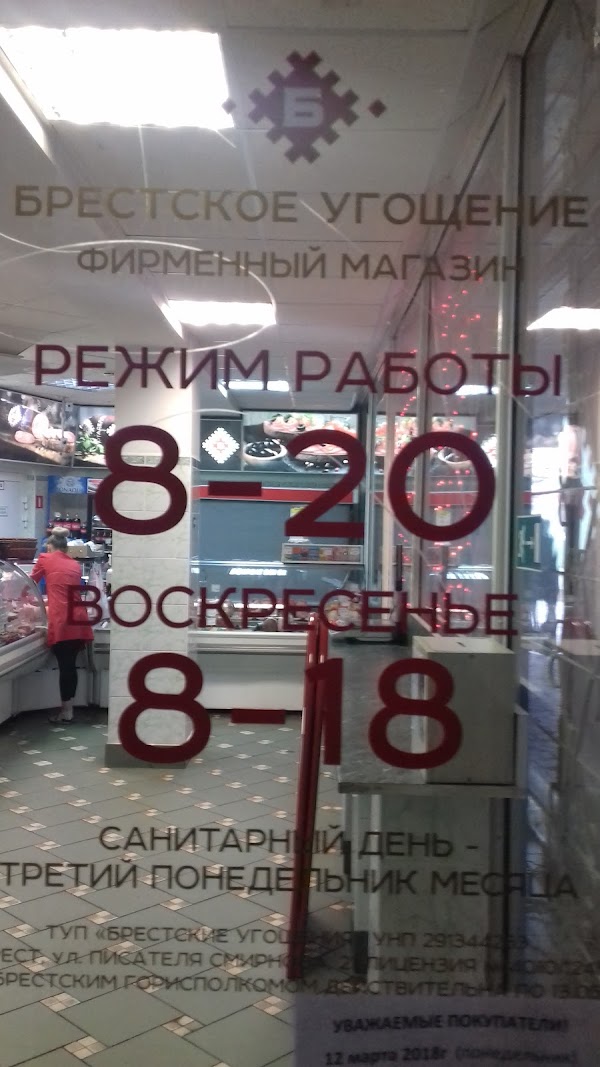 Б
БРЕСТСКОЕ УГОЩЕНИЕ
ФИРМЕННЫЙ МАГАЗИН
РЕЖИМ РАБОТЫ
8-20
ВОСКРЕСЕНЬЕ
8-18
САНИТАРНЫЙ ДЕНЬ -
ТРЕТИЙ ПОНЕДЕЛЬНИК МЕСЯЦА
ТУП «БРЕСТСКИЕ УГОЩЕНИЯ» УНП
УЛ. ПИСАТЕЛЯ СМИРНОВА ЛИЦЕНЗИЯ
БРЕСТСКИМ ГОРИСПОЛКОМОМ ДЕЙСТВИТЕЛЬНА ПО
УВАЖАЕМЫЕ ПОКУПАТЕЛИ!
12 марта 2018г (понедельник)